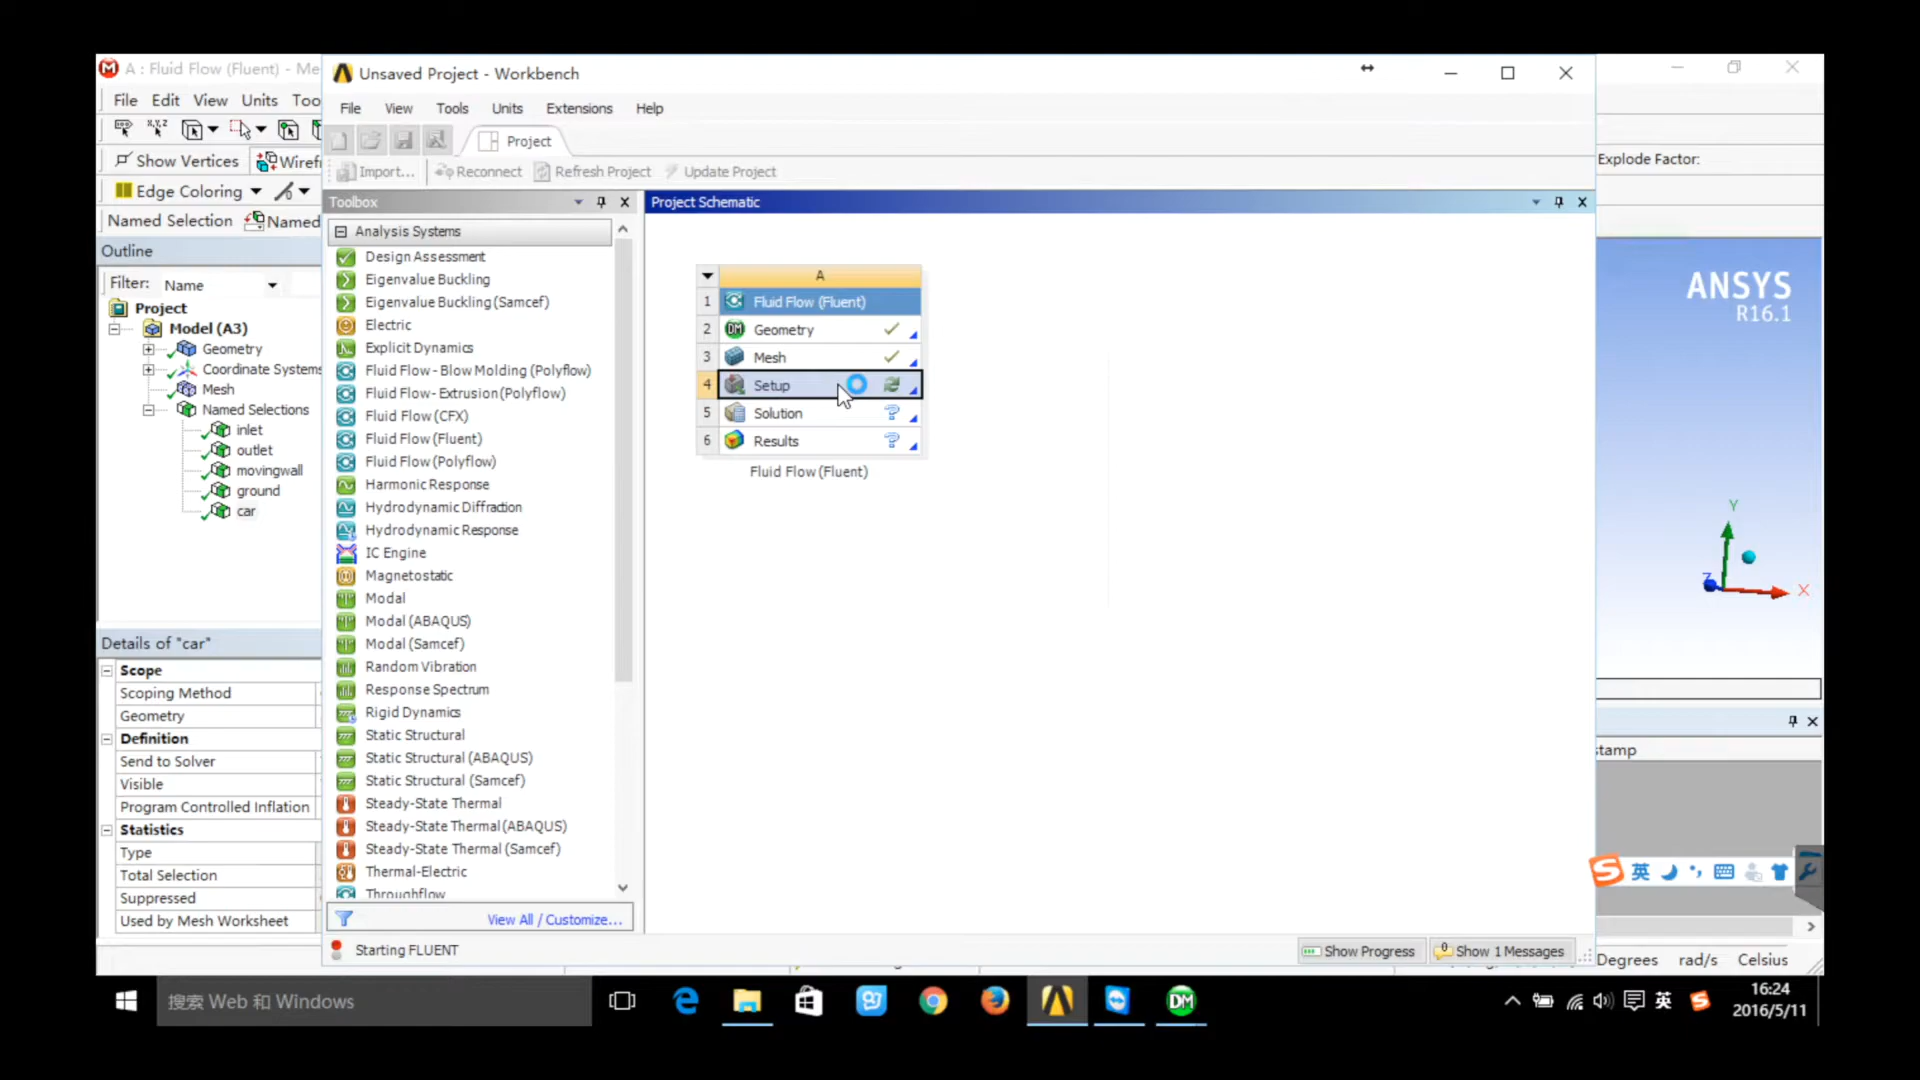 A : Fluid Flow (Fluent) - Me
File Edit View Units Too
Show Vertices Wirefr
Edge Coloring
Named Selection Named
Outline
Filter: Name
Project
Model (A3)
Geometry
Coordinate Systems
Mesh
Named Selections
inlet
outlet
movingwall
ground
car
Details of "car"
Scope
Scoping Method
Geometry
Definition
Send to Solver
Visible
Program Controlled Inflation
Statistics
Type
Total Selection
Suppressed
Used by Mesh Worksheet
Unsaved Project - Workbench
File View Tools Units Extensions Help
Project
Import... Reconnect Refresh Project Update Project
Toolbox
Analysis Systems
Design Assessment
Eigenvalue Buckling
Eigenvalue Buckling (Samcef)
Electric
Explicit Dynamics
Fluid Flow - Blow Molding (Polyflow)
Fluid Flow- Extrusion (Polyflow)
Fluid Flow (CFX)
Fluid Flow (Fluent)
Fluid Flow (Polyflow)
Harmonic Response
Hydrodynamic Diffraction
Hydrodynamic Response
IC Engine
Magnetostatic
Modal
Modal (ABAQUS)
Modal (Samcef)
Random Vibration
Response Spectrum
Rigid Dynamics
Static Structural
Static Structural (ABAQUS)
Static Structural (Samcef)
Steady-State Thermal
Steady-State Thermal (ABAQUS)
Steady-State Thermal (Samcef)
Thermal-Electric
Throughflow
View All / Customize...
Starting FLUENT
Project Schematic
A
1 Fluid Flow (Fluent)
2 Geometry
3 Mesh
4 Setup
5 Solution
6 Results
Fluid Flow (Fluent)
Show Progress
Show 1 Messages
Explode Factor:
ANSYS
R16.1
Y
Z
X
stamp
英
Degrees rad/s Celsius
搜索 Web 和 Windows
英
16:24
2016/5/11